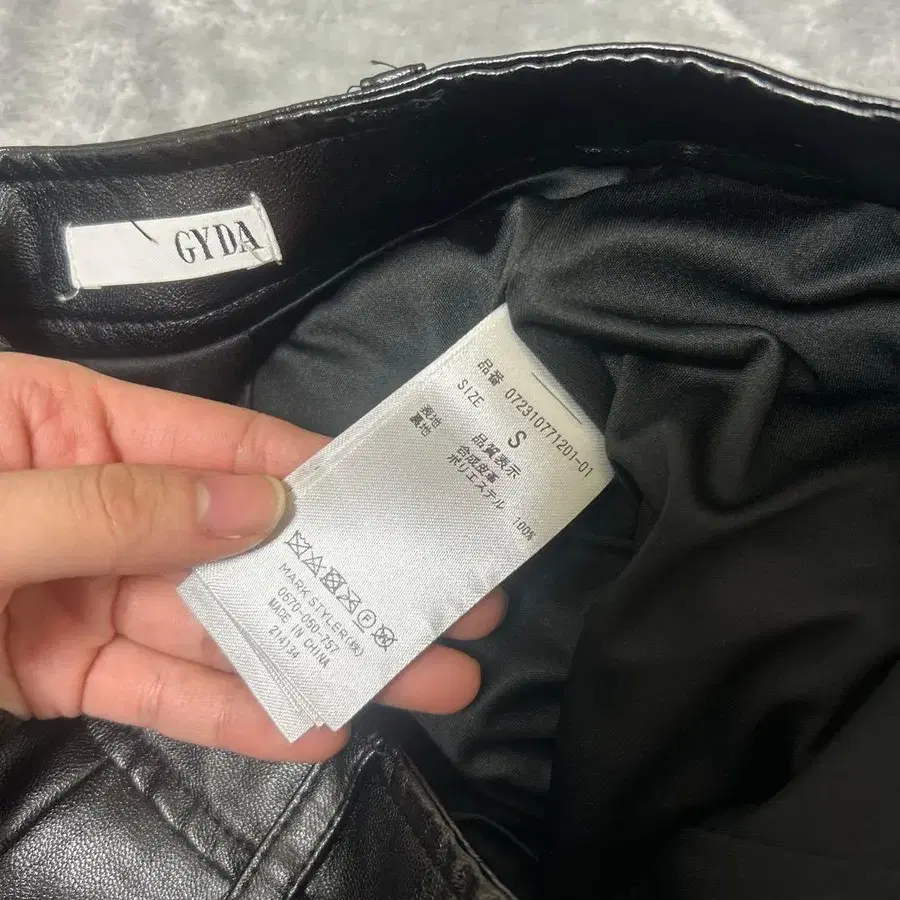 GYDA
品番 072310771201-01
SIZE S
品質表示
表地 合成皮革
裏地 ポリエステル 100%
MARK STYLER(株)
0570-050-757
MADE IN CHINA
214134